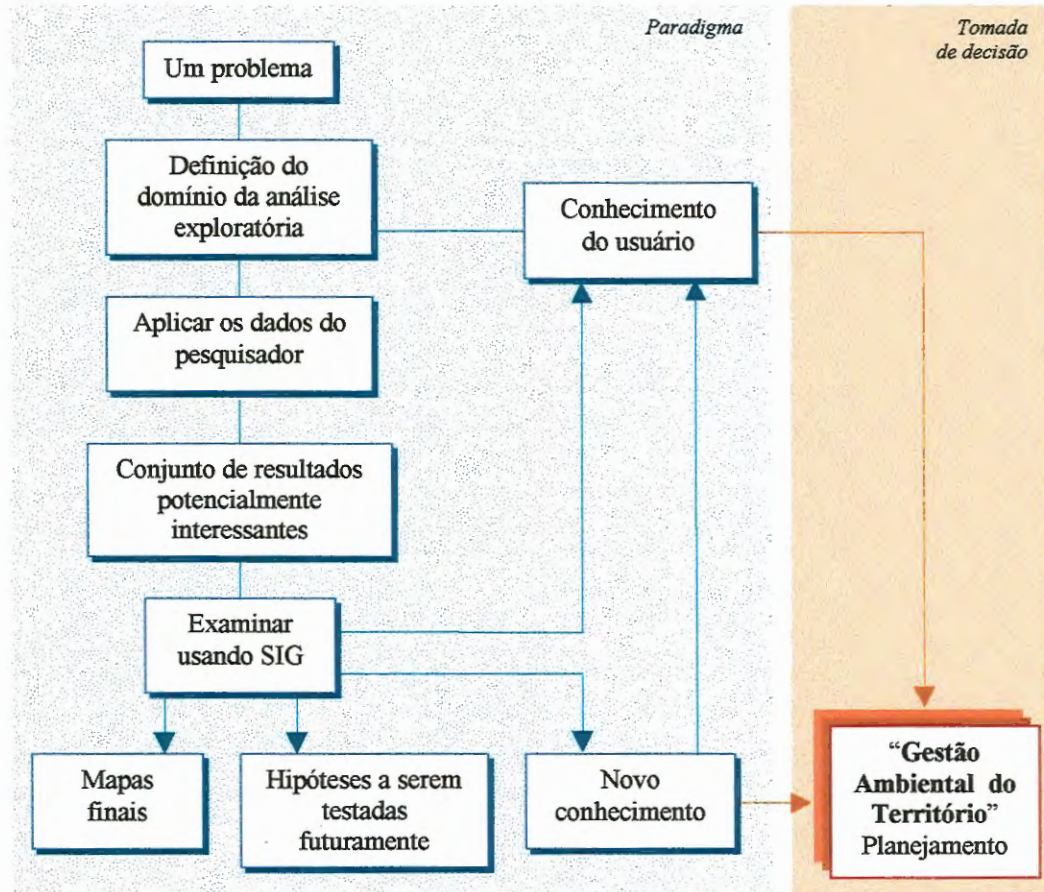 Paradigma
Tomada
de decisão
Um problema
Definição do
domínio da análise
exploratória
Conhecimento
do usuário
Aplicar os dados do
pesquisador
Conjunto de resultados
potencialmente
interessantes
Examinar
usando SIG
Mapas
finais
Hipóteses a serem
testadas
futuramente
Novo
conhecimento
“Gestão
Ambiental do
Território”
Planejamento